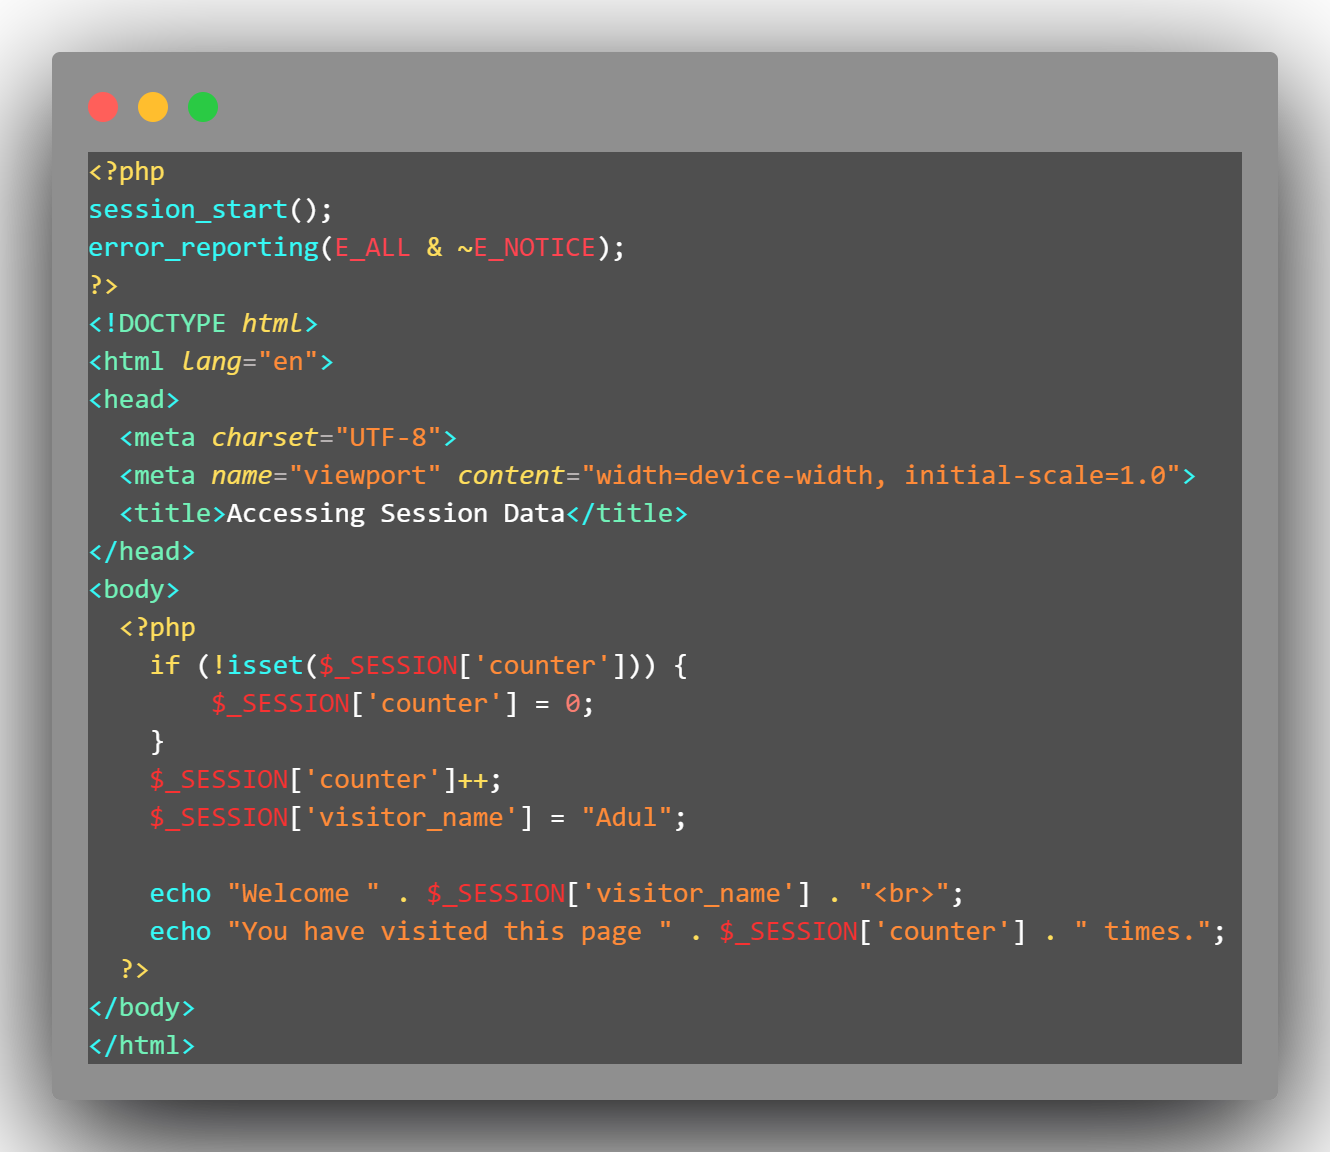 <?php
session_start();
error_reporting(E_ALL & ~E_NOTICE);
?>
<!DOCTYPE html>
<html lang="en">
<head>
  <meta charset="UTF-8">
  <meta name="viewport" content="width=device-width, initial-scale=1.0">
  <title>Accessing Session Data</title>
</head>
<body>
  <?php
    if (!isset($_SESSION['counter'])) {
        $_SESSION['counter'] = 0;
    }
    $_SESSION['counter']++;
    $_SESSION['visitor_name'] = "Adul";

    echo "Welcome " . $_SESSION['visitor_name'] . "<br>";
    echo "You have visited this page " . $_SESSION['counter'] . " times.";
  ?>
</body>
</html>